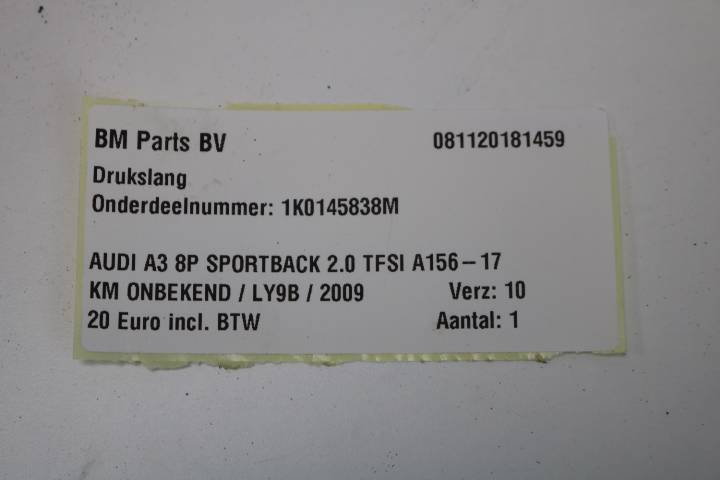 BM Parts BV 081120181459
Drukslang
Onderdeelnummer: 1K0145838M
AUDI A3 8P SPORTBACK 2.0 TFSI A156-17
KM ONBEKEND / LY9B / 2009 Verz: 10
20 Euro incl. BTW Aantal: 1